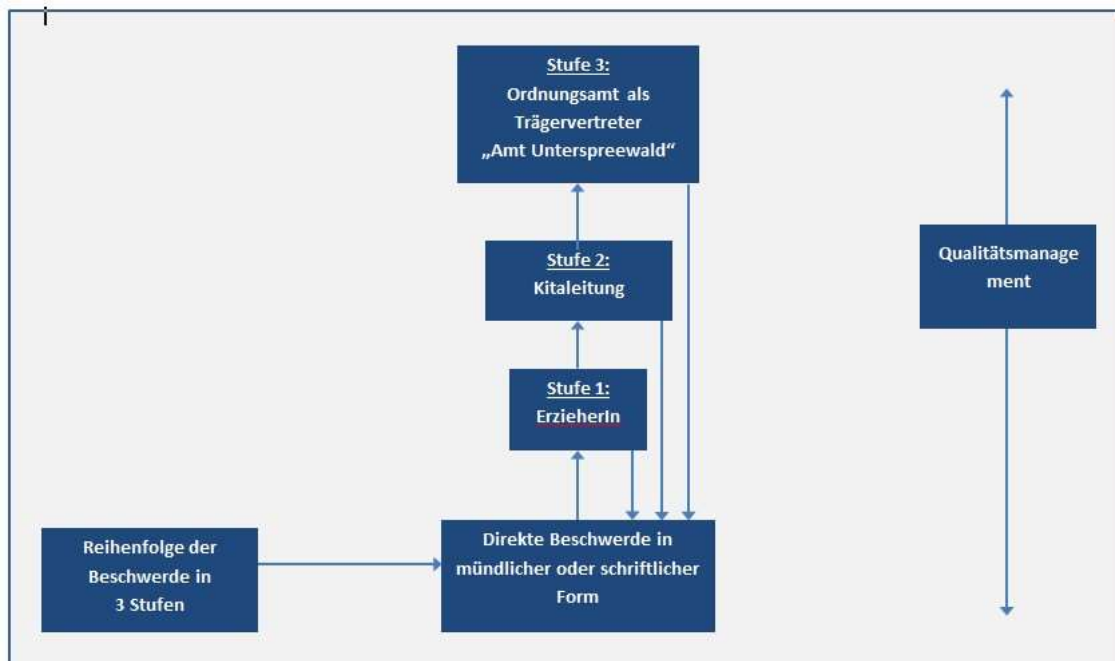 Stufe 3:
Ordnungsamt als
Trägervertreter
„Amt Unterspreewald“
Stufe 2:
Kitaleitung
Qualitätsmanage
ment
Stufe 1:
ErzieherIn
Reihenfolge der
Beschwerde in
3 Stufen
Direkte Beschwerde in
mündlicher oder schriftlicher
Form